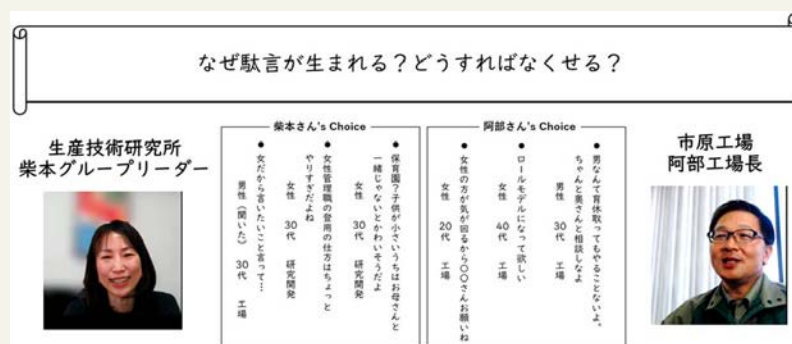 なぜ駄言が生まれる？どうすればなくせる？
生産技術研究所
柴本グループリーダー
柴本さん's Choice
● 保育園？子供が小さいうちはお母さんと
一緒じゃないとかわいそうだよ
女性 30代 研究開発
● 女性管理職の登用の仕方はちょっと
やりすぎだよね
女性 30代 研究開発
● 女だから言いたいこと言って…
男性（聞いた） 30代 工場
阿部さん's Choice
● 男なんて育休取ってもやることないよ。
ちゃんと奥さんと相談しなよ
男性 30代 工場
● ロールモデルになって欲しい
女性 40代 工場
● 女性の方が気が回るから〇〇さんお願いね
女性 20代 工場
市原工場
阿部工場長